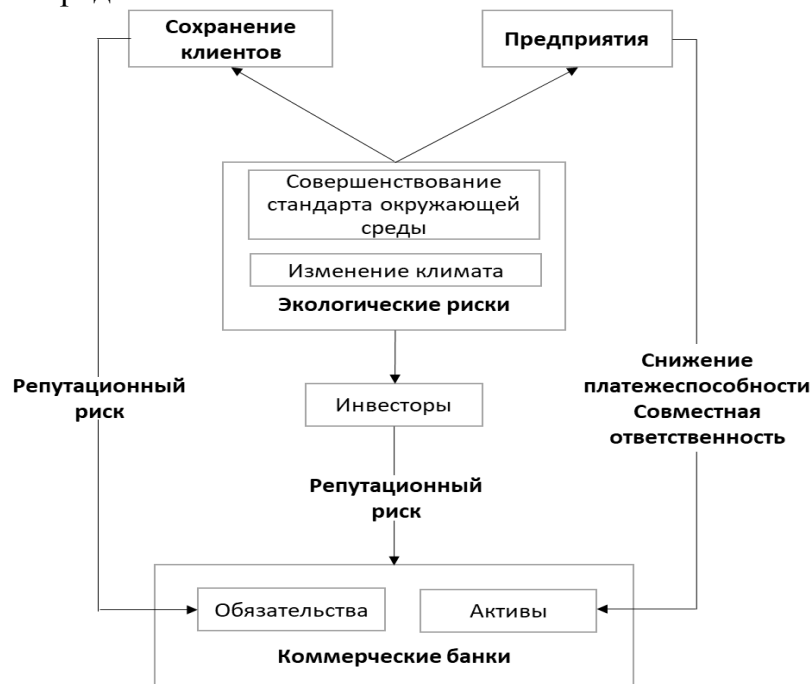 Сохранение
клиентов
Предприятия
Совершенствование
стандарта окружающей
среды
Изменение климата
Экологические риски
Репутационный
риск
Снижение
платежеспособности
Совместная
ответственность
Инвесторы
Репутационный
риск
Обязательства
Активы
Коммерческие банки